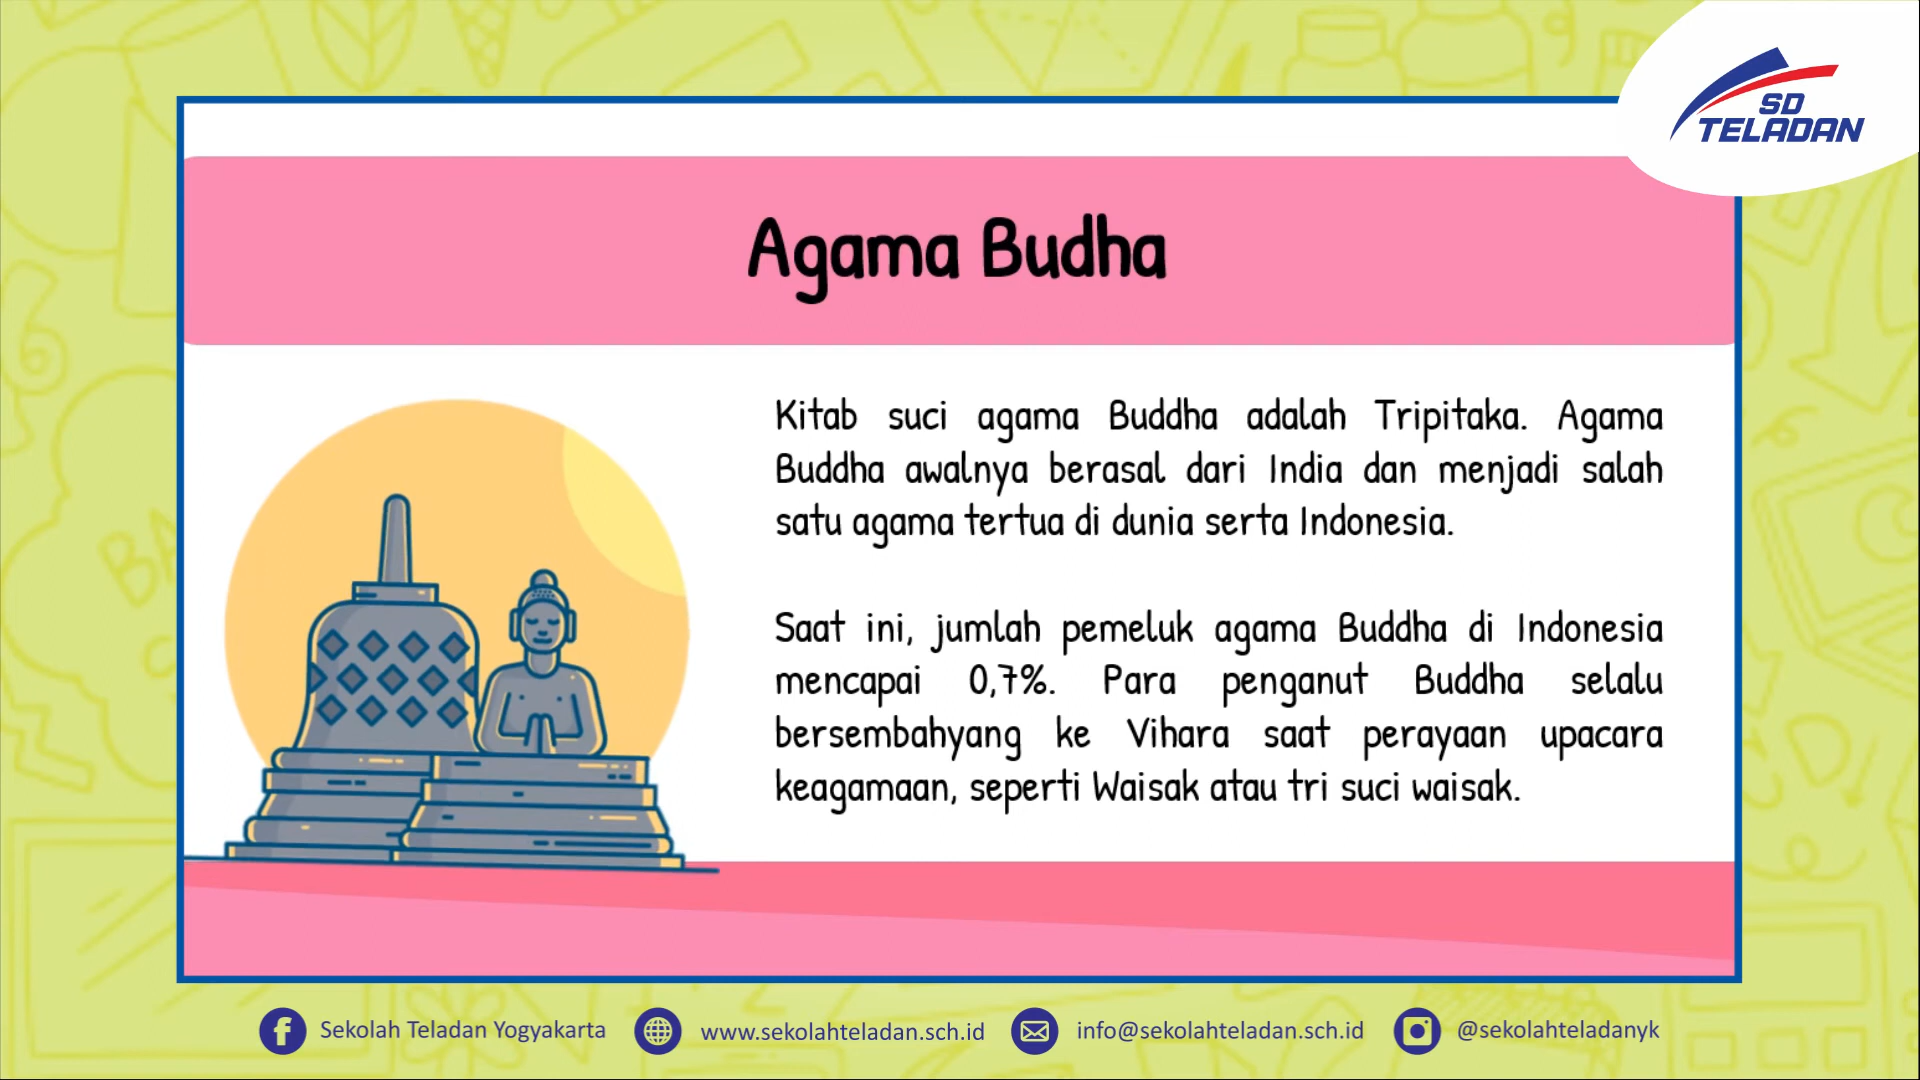 SD
TELADAN
Agama Budha
Kitab suci agama Buddha adalah Tripitaka. Agama
Buddha awalnya berasal dari India dan menjadi salah
satu agama tertua di dunia serta Indonesia.
Saat ini, jumlah pemeluk agama Buddha di Indonesia
mencapai 0,7%. Para penganut Buddha selalu
bersembahyang ke Vihara saat perayaan upacara
keagamaan, seperti Waisak atau tri suci waisak.
Sekolah Teladan Yogyakarta
www.sekolahteladan.sch.id
info@sekolahteladan.sch.id
@sekolahteladanyk